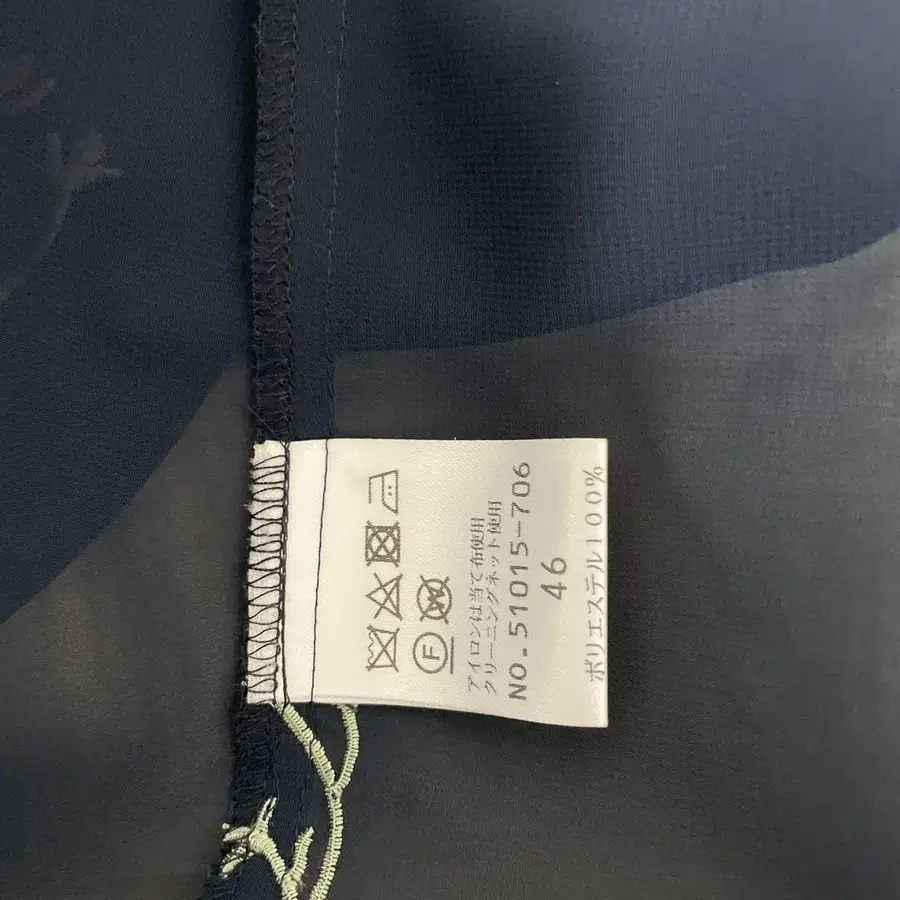 F W
アイロンは当て布使用
クリーニングネット使用
NO.51015-706
46
ポリエステル100%